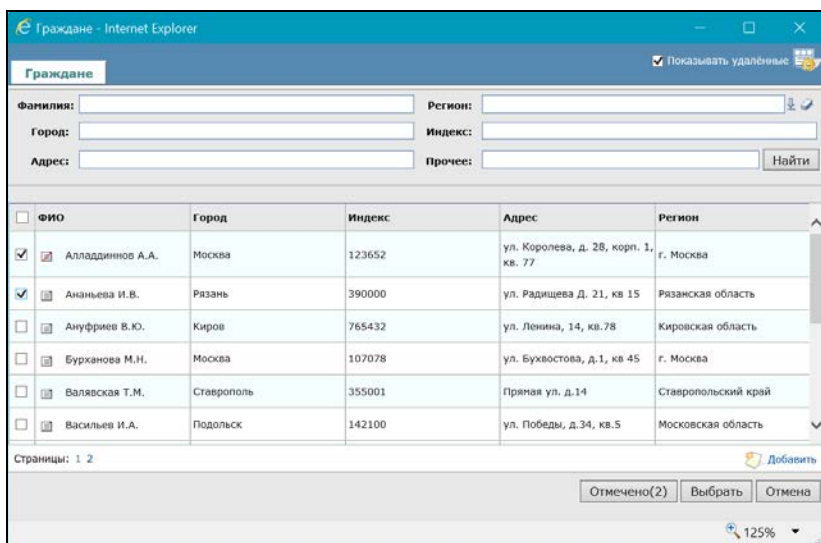 Граждане - Internet Explorer
Показывать удалённые
Граждане
Фамилия: Регион:
Город: Индекс:
Адрес: Прочее: Найти
ФИО Город Индекс Адрес Регион
Алладдинов А.А. Москва 123652 ул. Королева, д. 28, корп. 1, кв. 77 г. Москва
Ананьева И.В. Рязань 390000 ул. Радищева Д. 21, кв 15 Рязанская область
Ануфриев В.Ю. Киров 765432 ул. Ленина, 14, кв.78 Кировская область
Бурханова М.Н. Москва 107078 ул. Бухвостова, д.1, кв 45 г. Москва
Валявская Т.М. Ставрополь 355001 Прямая ул. д.14 Ставропольский край
Васильев И.А. Подольск 142100 ул. Победы, д.34, кв.5 Московская область
Страницы: 1 2 Добавить
Отмечено(2) Выбрать Отмена
125%